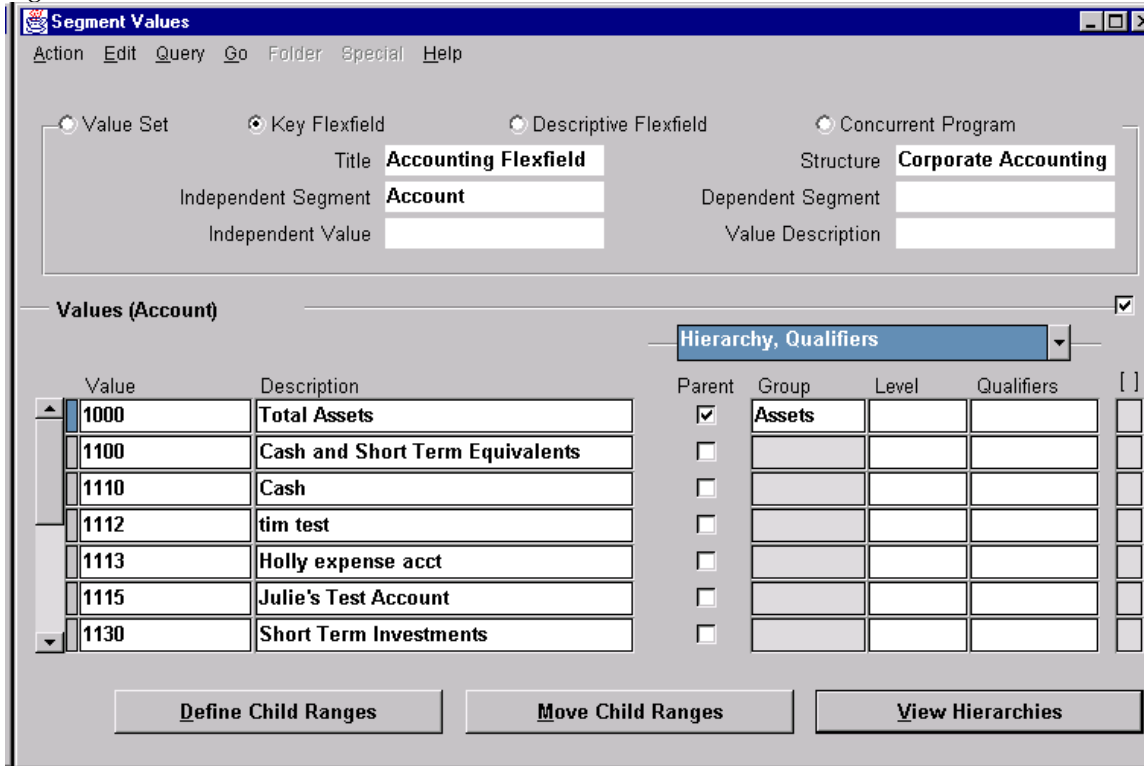 Segment Values
Action Edit Query Go Folder Special Help
Value Set Key Flexfield Descriptive Flexfield Concurrent Program
Title Accounting Flexfield Structure Corporate Accounting
Independent Segment Account Dependent Segment
Independent Value Value Description
Values (Account)
Hierarchy, Qualifiers
Value Description Parent Group Level Qualifiers [ ]
1000 Total Assets Assets
1100 Cash and Short Term Equivalents
1110 Cash
1112 tim test
1113 Holly expense acct
1115 Julie's Test Account
1130 Short Term Investments
Define Child Ranges Move Child Ranges View Hierarchies